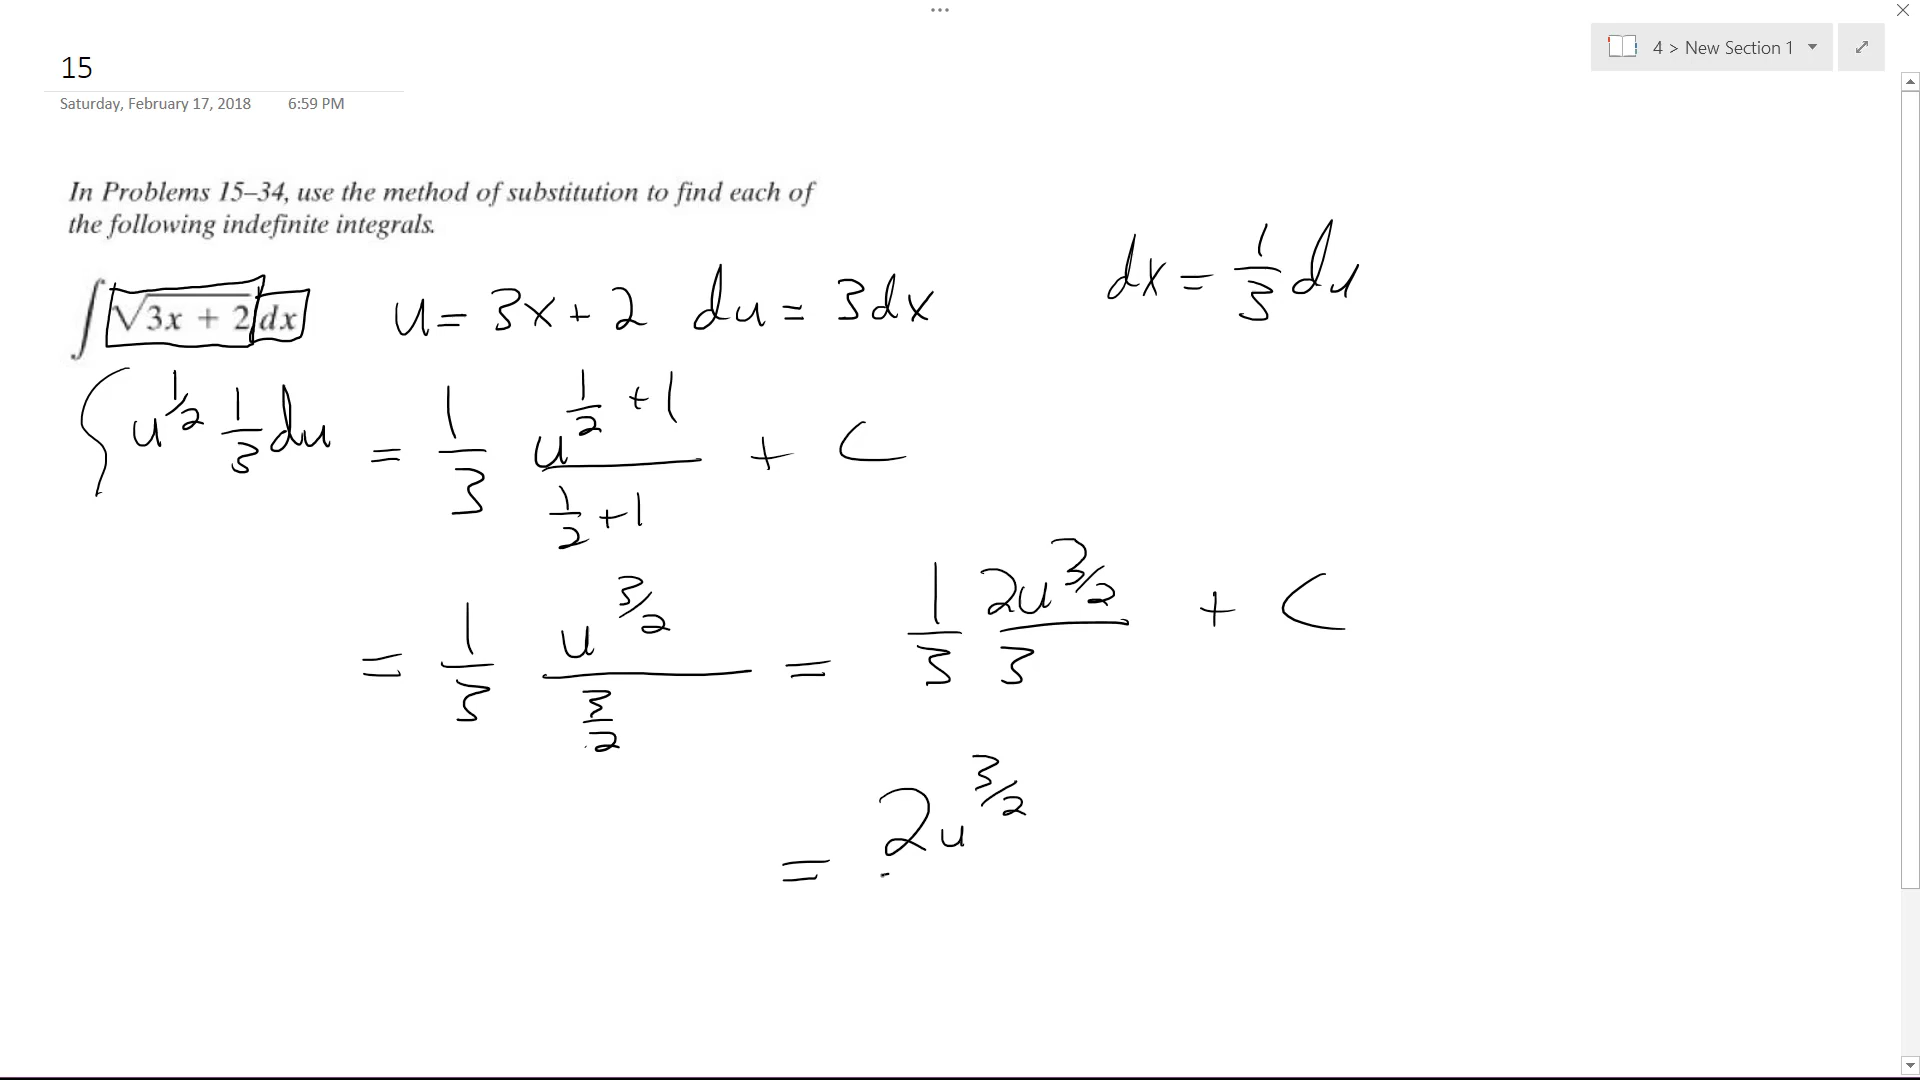 4 > New Section 1
15
Saturday, February 17, 2018 6:59 PM
In Problems 15–34, use the method of substitution to find each of
the following indefinite integrals.
dx = 1/3 du
∫ √3x + 2 dx u = 3x + 2 du = 3dx
∫ u^1/2 1/3 du = 1/3 u^(1/2 + 1)/(1/2 + 1) + C
= 1/3 u^3/2/(3/2) = 1/3 2u^3/2/3 + C
= 2u^3/2